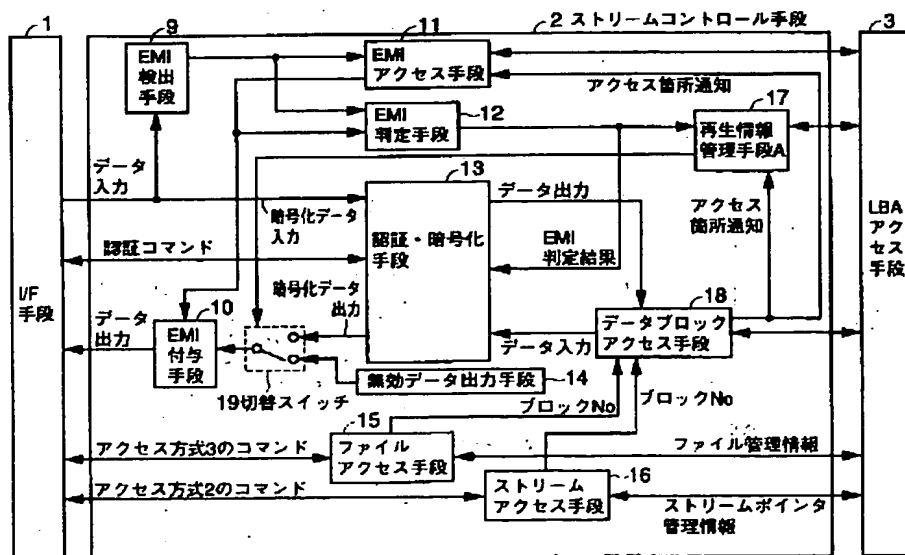 1
2 ストリームコントロール手段
3
9
EMI
検出
手段
11
EMI
アクセス手段
アクセス箇所通知
EMI
判定手段
12
17
再生情報
管理手段A
データ
入力
暗号化データ
入力
13
認証・暗号化
手段
データ出力
アクセス
箇所通知
LBA
アク
セス
手段
認証コマンド
EMI
判定結果
I/F
手段
データ
出力
10
EMI
付与
手段
暗号化データ
出力
18
データブロック
アクセス手段
データ入力
19切替スイッチ
無効データ出力手段
14
ブロックNo
ブロックNo
15
ファイル
アクセス手段
アクセス方式3のコマンド
ファイル管理情報
アクセス方式2のコマンド
ストリーム
アクセス手段
16
ストリームポインタ
管理情報